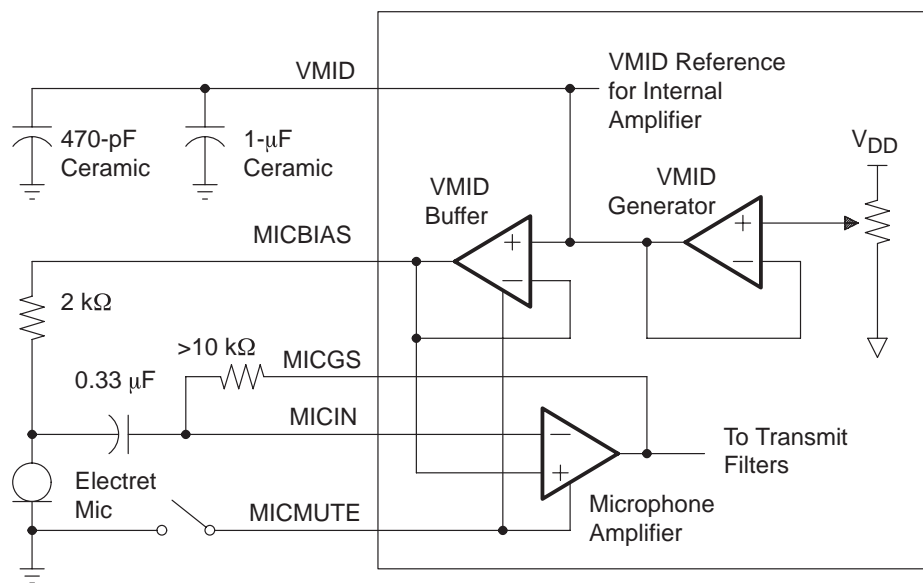 VMID
VMID Reference
for Internal
Amplifier
470-pF
Ceramic
1-μF
Ceramic
VDD
VMID
Buffer
VMID
Generator
MICBIAS
+
−
+
−
2 kΩ
>10 kΩ
MICGS
0.33 μF
MICIN
−
+
To Transmit
Filters
Electret
Mic
MICMUTE
Microphone
Amplifier